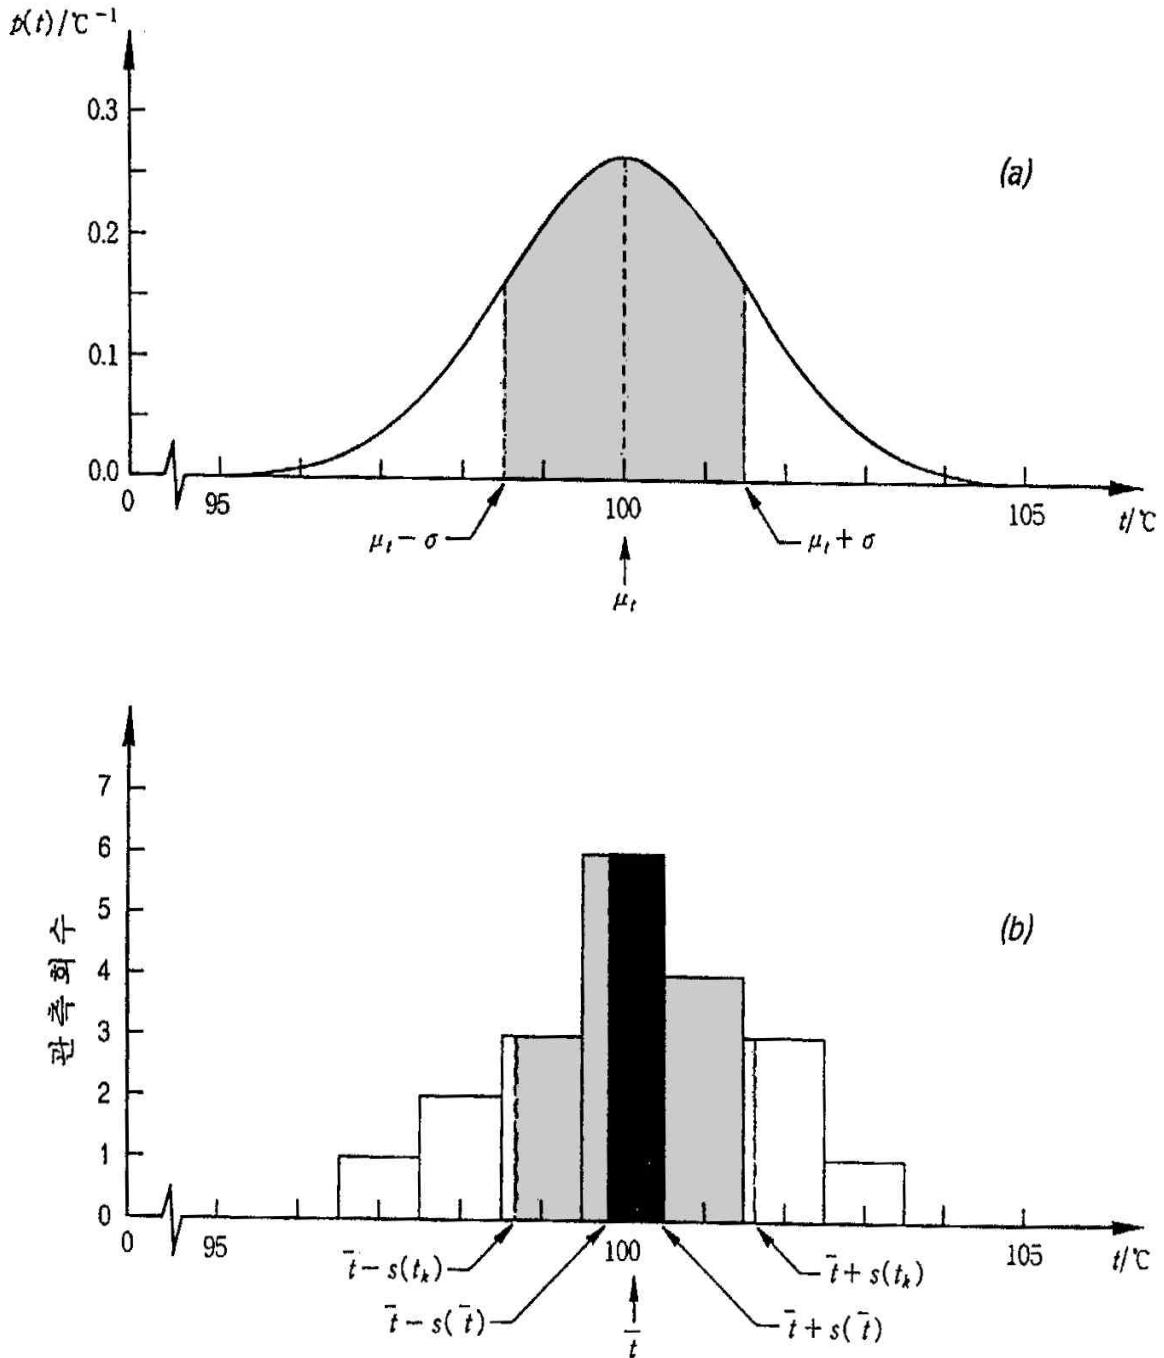 p(t)/℃⁻¹
0.3
(a)
0.2
0.1
0.0
0 95 100 105 t/℃
μₜ − σ μₜ + σ
μₜ
7
6
5
4
3
2
1
0
관측회수
(b)
0 95 100 105 t/℃
t̄ − s(tₖ) t̄ + s(tₖ)
t̄ − s(t̄) t̄ + s(t̄)
t̄